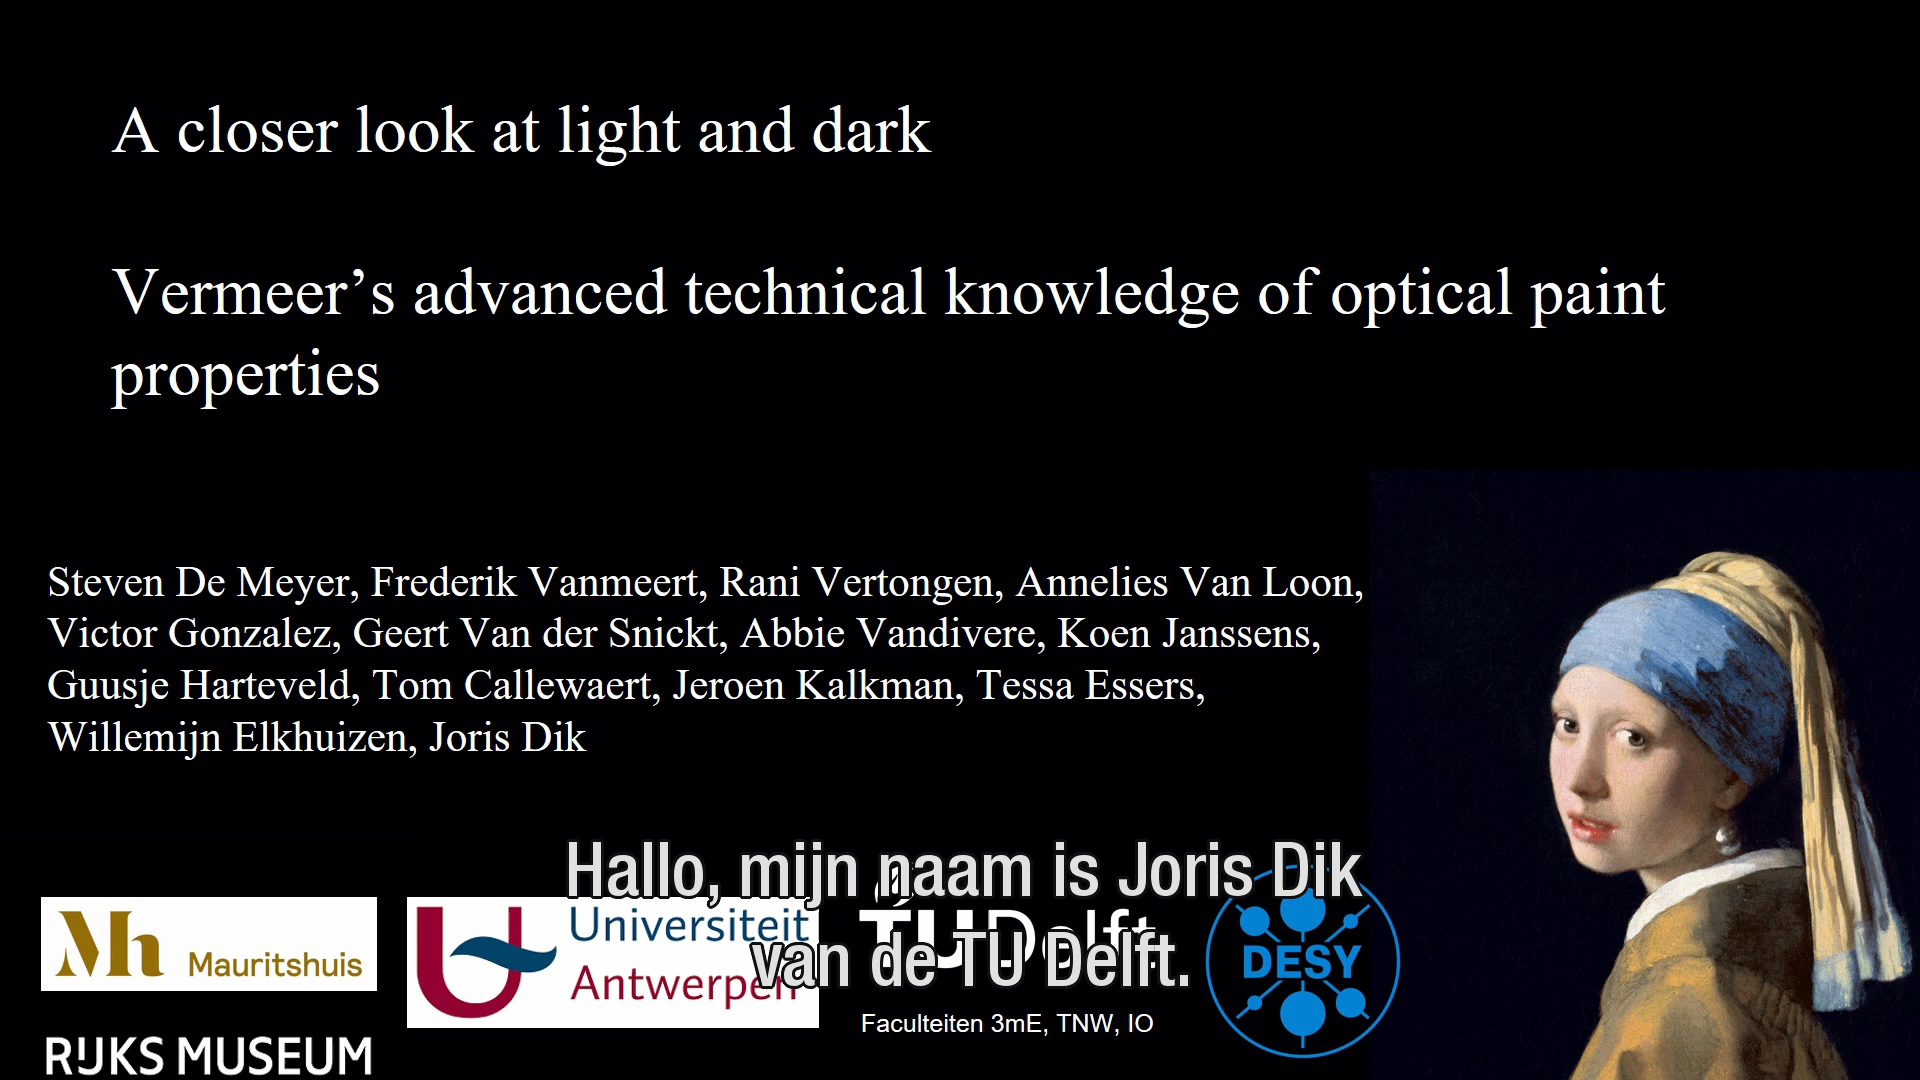 A closer look at light and dark
Vermeer’s advanced technical knowledge of optical paint
properties
Steven De Meyer, Frederik Vanmeert, Rani Vertongen, Annelies Van Loon,
Victor Gonzalez, Geert Van der Snickt, Abbie Vandivere, Koen Janssens,
Guusje Harteveld, Tom Callewaert, Jeroen Kalkman, Tessa Essers,
Willemijn Elkhuizen, Joris Dik
Hallo, mijn naam is Joris Dik
van de TU Delft.
Mh Mauritshuis
Universiteit
Antwerpen
TU Delft
DESY
Faculteiten 3mE, TNW, IO
RIJKS MUSEUM